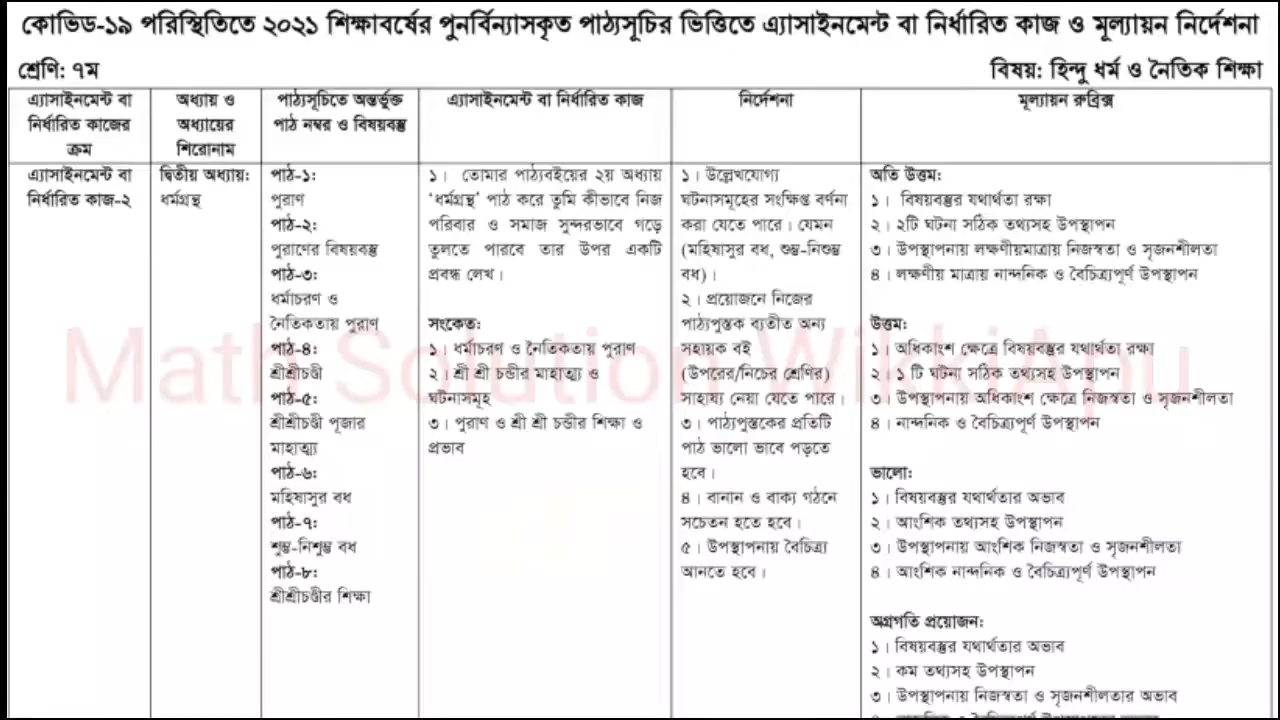 কোভিড-১৯ পরিস্থিতিতে ২০২১ শিক্ষাবর্ষের পুনর্বিন্যাসকৃত পাঠ্যসূচির ভিত্তিতে এ্যাসাইনমেন্ট বা নির্ধারিত কাজ ও মূল্যায়ন নির্দেশনা
শ্রেণি: ৭ম
বিষয়: হিন্দু ধর্ম ও নৈতিক শিক্ষা
এ্যাসাইনমেন্ট বা
নির্ধারিত কাজের
ক্রম
অধ্যায় ও
অধ্যায়ের
শিরোনাম
পাঠ্যসূচিতে অন্তর্ভুক্ত
পাঠ নম্বর ও বিষয়বস্তু
এ্যাসাইনমেন্ট বা নির্ধারিত কাজ
নির্দেশনা
মূল্যায়ন রুব্রিক্স
এ্যাসাইনমেন্ট বা
নির্ধারিত কাজ-২
দ্বিতীয় অধ্যায়:
ধর্মগ্রন্থ
পাঠ-১:
পুরাণ
পাঠ-২:
পুরাণের বিষয়বস্তু
পাঠ-৩:
ধর্মাচরণ ও
নৈতিকতায় পুরাণ
পাঠ-৪:
শ্রীশ্রীচণ্ডী
পাঠ-৫:
শ্রীশ্রীচণ্ডী পূজার
মাহাত্ম্য
পাঠ-৬:
মহিষাসুর বধ
পাঠ-৭:
শুম্ভ-নিশুম্ভ বধ
পাঠ-৮:
শ্রীশ্রীচণ্ডীর শিক্ষা
১। তোমার পাঠ্যবইয়ের ২য় অধ্যায়
‘ধর্মগ্রন্থ’ পাঠ করে তুমি কীভাবে নিজ
পরিবার ও সমাজ সুন্দরভাবে গড়ে
তুলতে পারবে তার উপর একটি
প্রবন্ধ লেখ।
সংকেত:
১। ধর্মাচরণ ও নৈতিকতায় পুরাণ
২। শ্রী শ্রী চন্ডীর মাহাত্ম্য ও
ঘটনাসমূহ
৩। পুরাণ ও শ্রী শ্রী চন্ডীর শিক্ষা ও
প্রভাব
১। উল্লেখযোগ্য
ঘটনাসমূহের সংক্ষিপ্ত বর্ণনা
করা যেতে পারে। যেমন
(মহিষাসুর বধ, শুম্ভ-নিশুম্ভ
বধ)।
২। প্রয়োজনে নিজের
পাঠ্যপুস্তক ব্যতীত অন্য
সহায়ক বই
(উপরের/নিচের শ্রেণির)
সাহায্য নেয়া যেতে পারে।
৩। পাঠ্যপুস্তকের প্রতিটি
পাঠ ভালো ভাবে পড়তে
হবে।
৪। বানান ও বাক্য গঠনে
সচেতন হতে হবে।
৫। উপস্থাপনায় বৈচিত্র্য
আনতে হবে।
অতি উত্তম:
১। বিষয়বস্তুর যথার্থতা রক্ষা
২। ২টি ঘটনা সঠিক তথ্যসহ উপস্থাপন
৩। উপস্থাপনায় লক্ষণীয়মাত্রায় নিজস্বতা ও সৃজনশীলতা
৪। লক্ষণীয় মাত্রায় নান্দনিক ও বৈচিত্র্যপূর্ণ উপস্থাপন
উত্তম:
১। অধিকাংশ ক্ষেত্রে বিষয়বস্তুর যথার্থতা রক্ষা
২। ১ টি ঘটনা সঠিক তথ্যসহ উপস্থাপন
৩। উপস্থাপনায় অধিকাংশ ক্ষেত্রে নিজস্বতা ও সৃজনশীলতা
৪। নান্দনিক ও বৈচিত্র্যপূর্ণ উপস্থাপন
ভালো:
১। বিষয়বস্তুর যথার্থতার অভাব
২। আংশিক তথ্যসহ উপস্থাপন
৩। উপস্থাপনায় আংশিক নিজস্বতা ও সৃজনশীলতা
৪। আংশিক নান্দনিক ও বৈচিত্র্যপূর্ণ উপস্থাপন
অগ্রগতি প্রয়োজন:
১। বিষয়বস্তুর যথার্থতার অভাব
২। কম তথ্যসহ উপস্থাপন
৩। উপস্থাপনায় নিজস্বতা ও সৃজনশীলতার অভাব
Math Solution WikkiApu